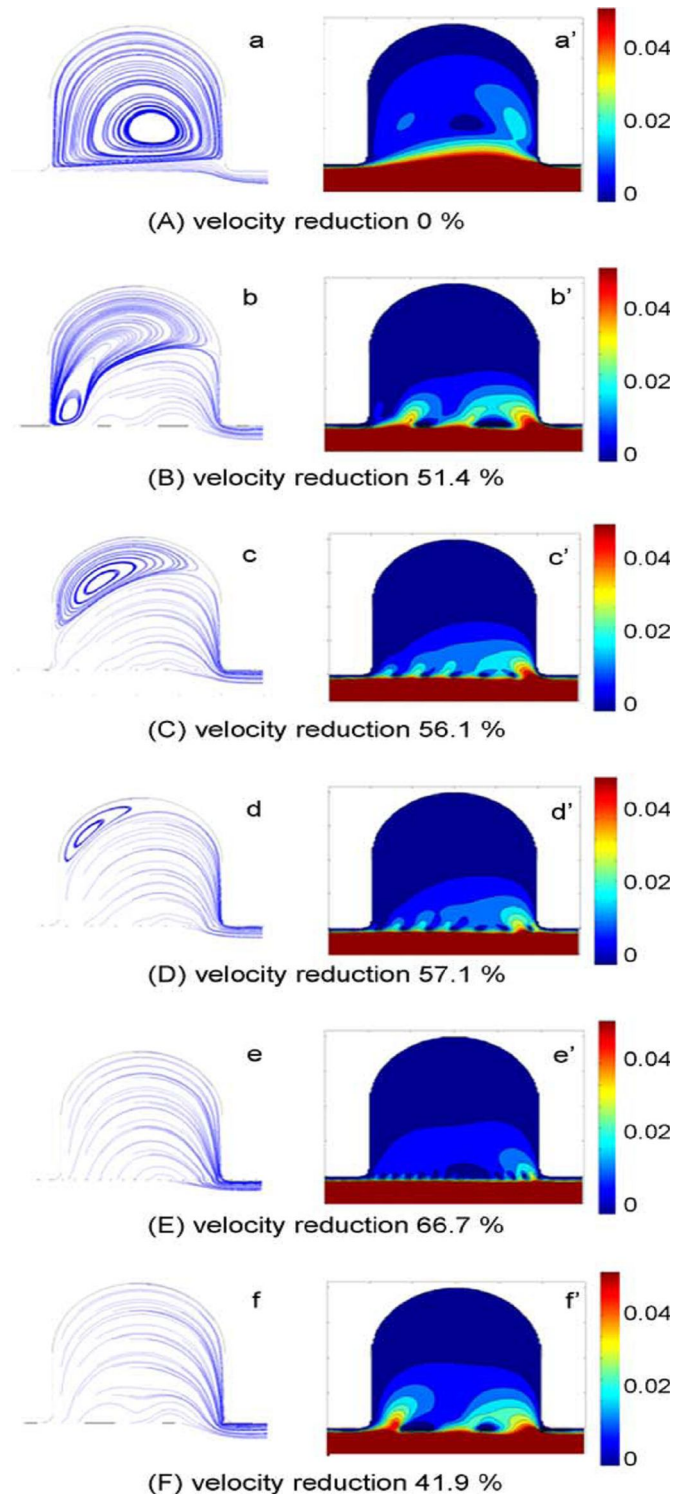 a
a’
0.04
0.02
0
(A) velocity reduction 0 %
b
b’
0.04
0.02
0
(B) velocity reduction 51.4 %
c
c’
0.04
0.02
0
(C) velocity reduction 56.1 %
d
d’
0.04
0.02
0
(D) velocity reduction 57.1 %
e
e’
0.04
0.02
0
(E) velocity reduction 66.7 %
f
f’
0.04
0.02
0
(F) velocity reduction 41.9 %